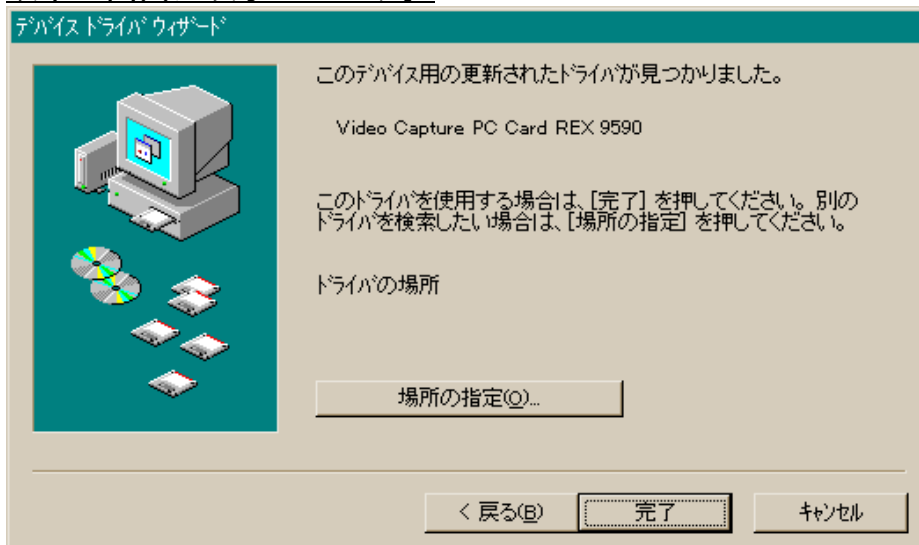 デバイス ドライバ ウィザード
このデバイス用の更新されたドライバが見つかりました。
Video Capture PC Card REX 9590
このドライバを使用する場合は、[完了] を押してください。別の
ドライバを検索したい場合は、[場所の指定] を押してください。
ドライバの場所
場所の指定(O)...
< 戻る(B)
完了
キャンセル